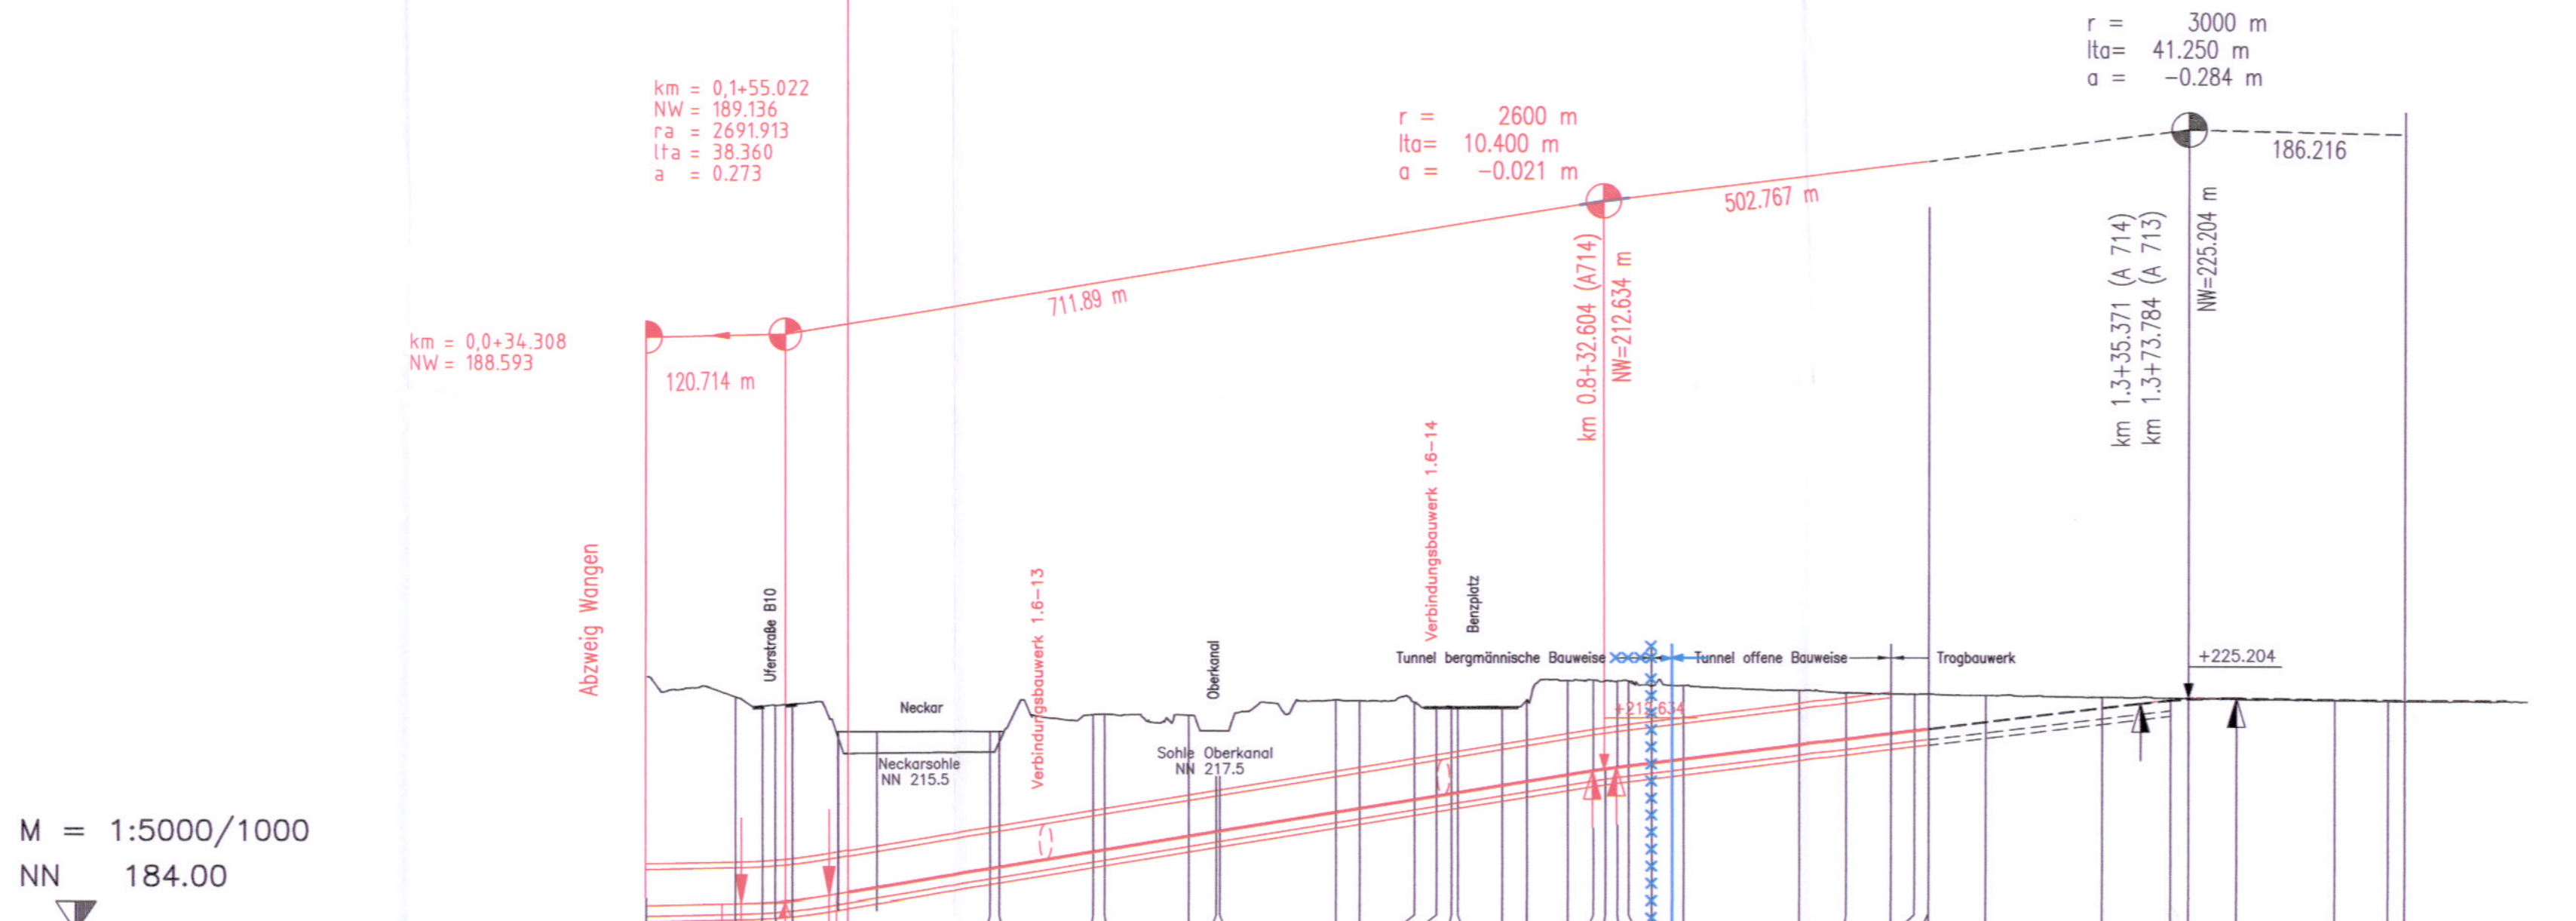 r = 3000 m
lta= 41.250 m
a = -0.284 m
km = 0,1+55.022
NW = 189.136
ra = 2691.913
lta = 38.360
a = 0.273
r = 2600 m
lta= 10.400 m
a = -0.021 m
186.216
502.767 m
711.89 m
km = 0,0+34.308
NW = 188.593
120.714 m
km 0.8+32.604 (A714)
NW=212.634 m
km 1.3+35.371 (A 714)
km 1.3+73.784 (A 713)
NW=225.204 m
Abzweig Wangen
Uferstraße B10
Verbindungsbauwerk 1.6-13
Oberkanal
Verbindungsbauwerk 1.6-14
Benzplatz
Tunnel bergmännische Bauweise
Tunnel offene Bauweise
Trogbauwerk
+225.204
Neckar
+212.634
Neckarsohle
NN 215.5
Sohle Oberkanal
NN 217.5
M = 1:5000/1000
NN 184.00